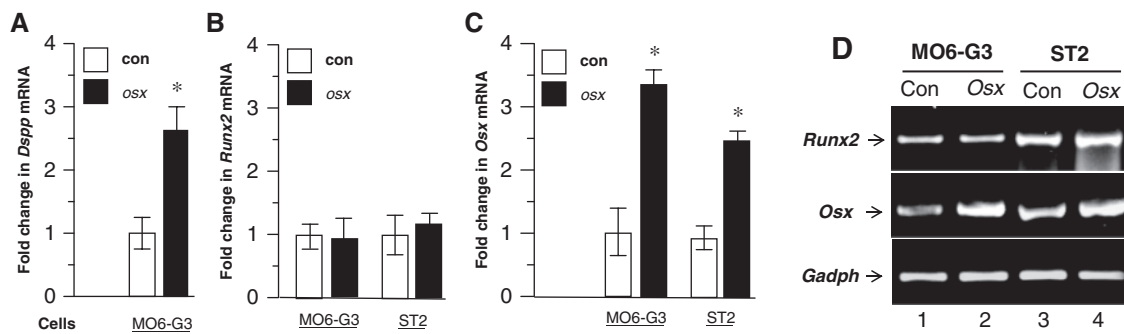 A
Fold change in Dspp mRNA
4
3
2
1
0
con
osx
*
Cells
MO6-G3
B
Fold change in Runx2 mRNA
4
3
2
1
0
con
osx
MO6-G3
ST2
C
Fold change in Osx mRNA
4
3
2
1
0
con
osx
*
*
MO6-G3
ST2
D
MO6-G3 ST2
Con Osx Con Osx
Runx2
Osx
Gadph
1 2 3 4